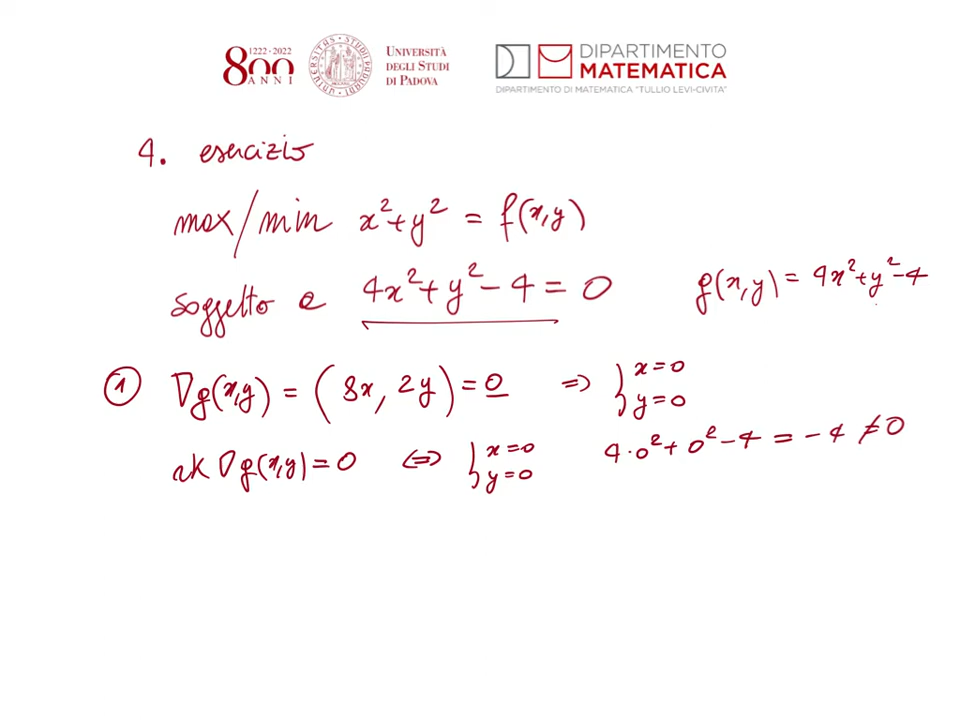 1222·2022
800
ANNI
UNIVERSITÀ
DEGLI STUDI
DI PADOVA
DIPARTIMENTO
MATEMATICA
DIPARTIMENTO DI MATEMATICA "TULLIO LEVI-CIVITA"
4. esercizio
max/min x²+y² = f(x,y)
soggetto a 4x²+y²-4=0 g(x,y) = 4x²+y²-4
① ∇g(x,y) = (8x, 2y) = 0 => { x=0 y=0
rk ∇g(x,y)=0 <=> { x=0 y=0 4·0²+0²-4 = -4 ≠0